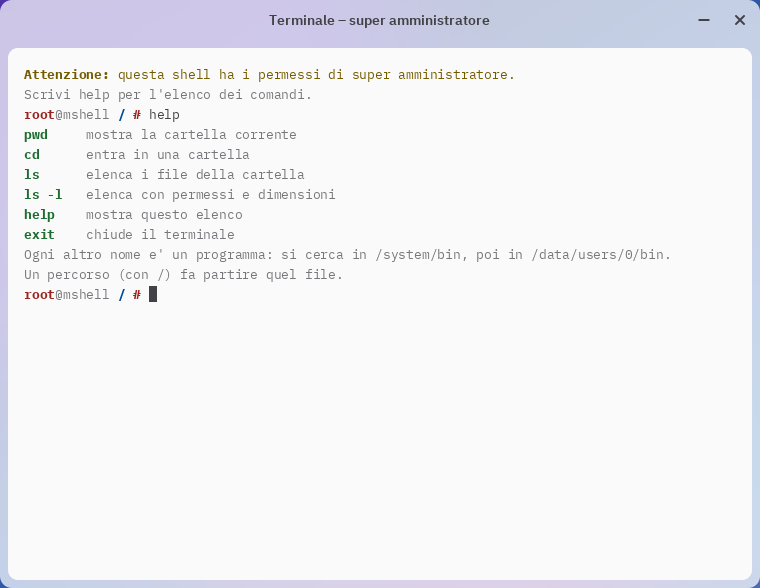 Terminale – super amministratore
Attenzione: questa shell ha i permessi di super amministratore.
Scrivi help per l'elenco dei comandi.
root@mshell / # help
pwd     mostra la cartella corrente
cd      entra in una cartella
ls      elenca i file della cartella
ls -l   elenca con permessi e dimensioni
help    mostra questo elenco
exit    chiude il terminale
Ogni altro nome e' un programma: si cerca in /system/bin, poi in /data/users/0/bin.
Un percorso (con /) fa partire quel file.
root@mshell / #